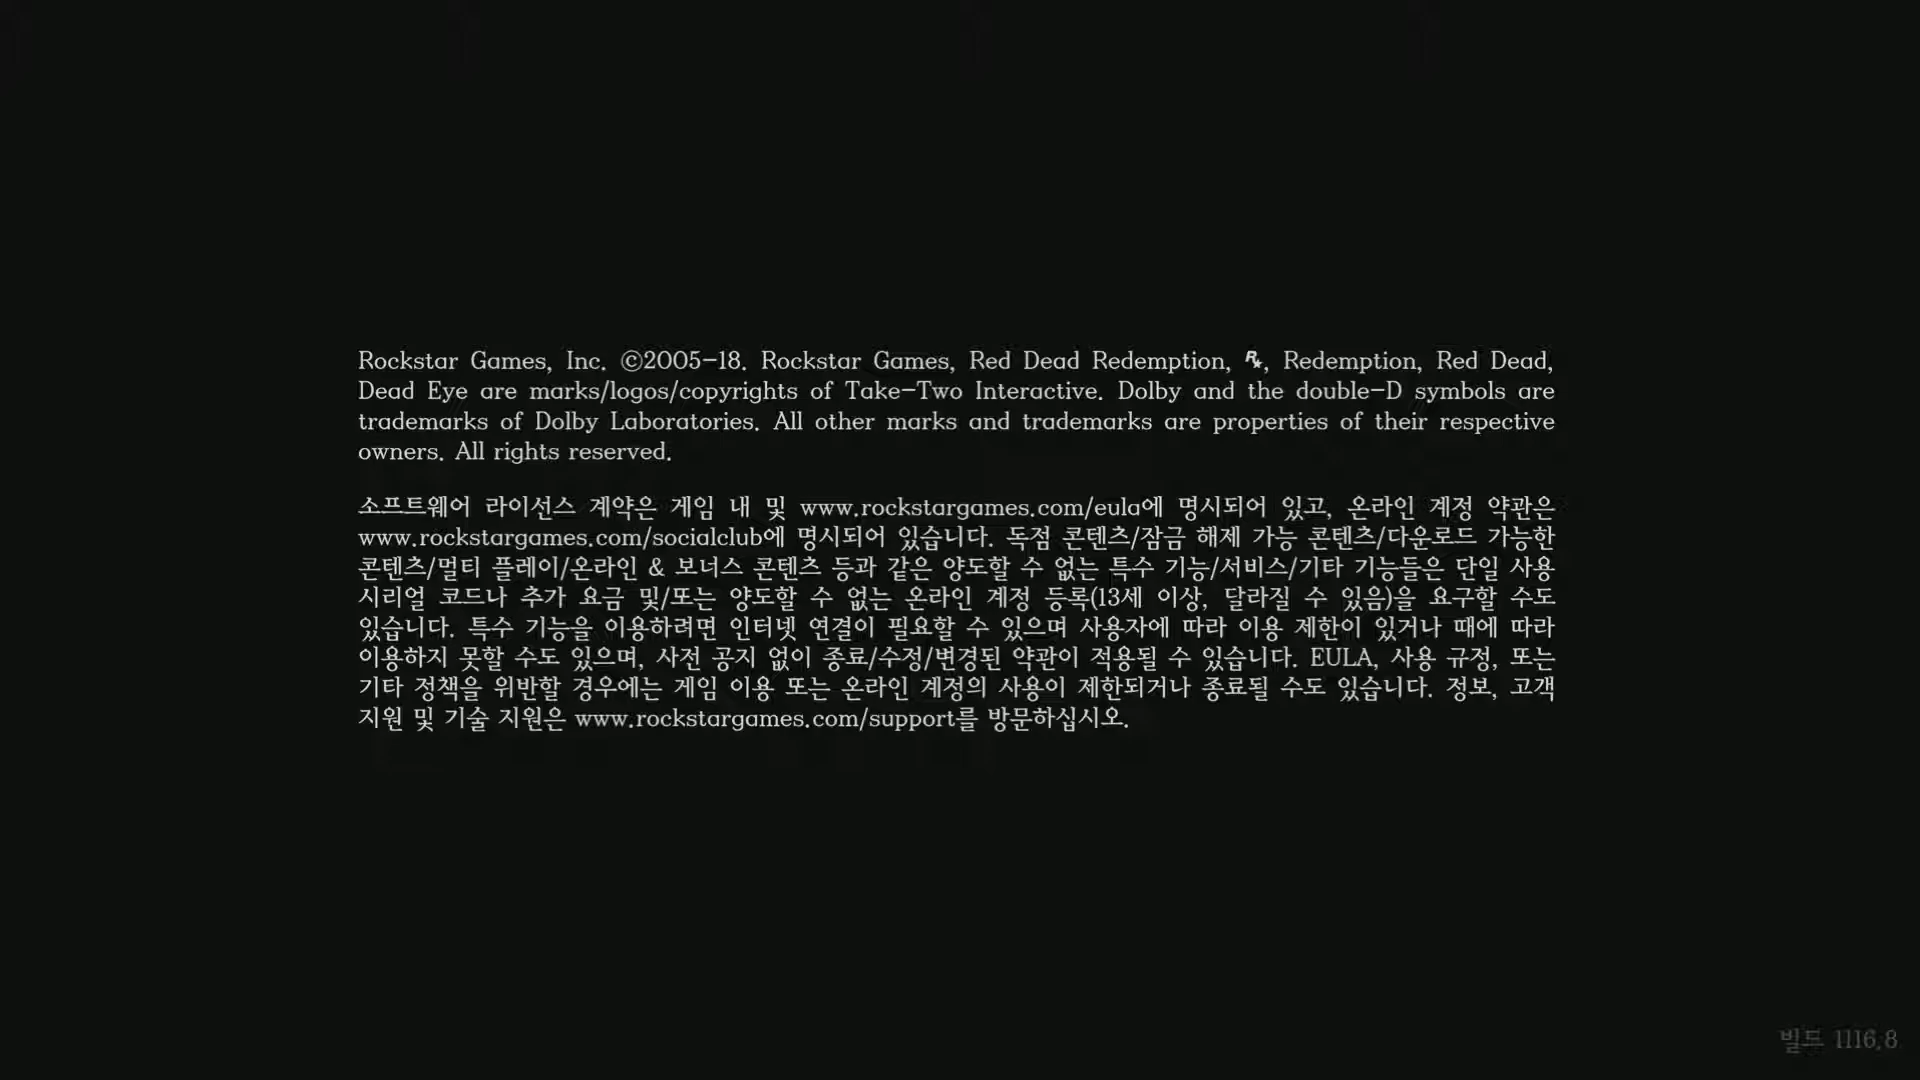 Rockstar Games, Inc. ©2005-18. Rockstar Games, Red Dead Redemption, R★, Redemption, Red Dead,
Dead Eye are marks/logos/copyrights of Take-Two Interactive. Dolby and the double-D symbols are
trademarks of Dolby Laboratories. All other marks and trademarks are properties of their respective
owners. All rights reserved.
소프트웨어 라이선스 계약은 게임 내 및 www.rockstargames.com/eula에 명시되어 있고, 온라인 계정 약관은
www.rockstargames.com/socialclub에 명시되어 있습니다. 독점 콘텐츠/잠금 해제 가능 콘텐츠/다운로드 가능한
콘텐츠/멀티 플레이/온라인 & 보너스 콘텐츠 등과 같은 양도할 수 없는 특수 기능/서비스/기타 기능들은 단일 사용
시리얼 코드나 추가 요금 및/또는 양도할 수 없는 온라인 계정 등록(13세 이상, 달라질 수 있음)을 요구할 수도
있습니다. 특수 기능을 이용하려면 인터넷 연결이 필요할 수 있으며 사용자에 따라 이용 제한이 있거나 때에 따라
이용하지 못할 수도 있으며, 사전 공지 없이 종료/수정/변경된 약관이 적용될 수 있습니다. EULA, 사용 규정, 또는
기타 정책을 위반할 경우에는 게임 이용 또는 온라인 계정의 사용이 제한되거나 종료될 수도 있습니다. 정보, 고객
지원 및 기술 지원은 www.rockstargames.com/support를 방문하십시오.
빌드 1116.8